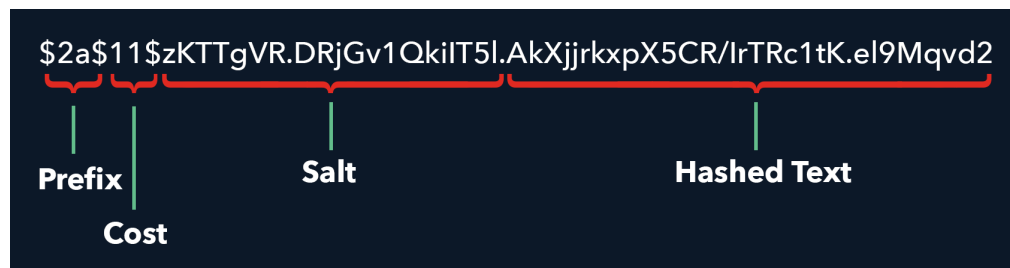 $2a$11$zKTTgVR.DRjGv1QkiIT5l.AkXjjrkxpX5CR/IrTRc1tK.el9Mqvd2
Prefix
Salt
Hashed Text
Cost